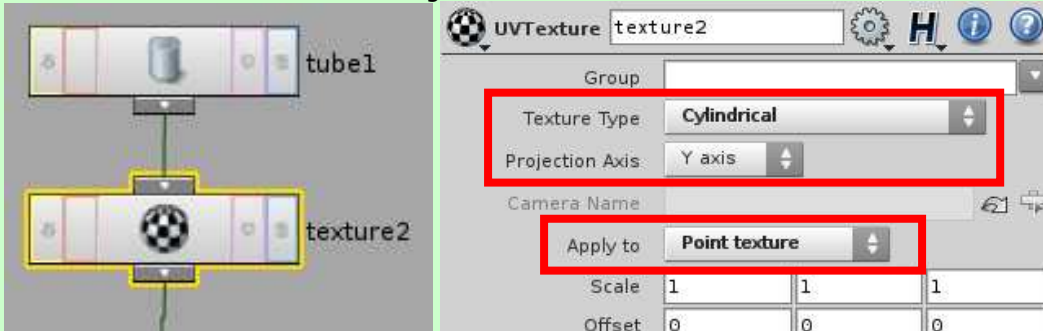 tube1
texture2
UVTexture texture2
Group
Texture Type Cylindrical
Projection Axis Y axis
Camera Name
Apply to Point texture
Scale 1 1 1
Offset 0 0 0